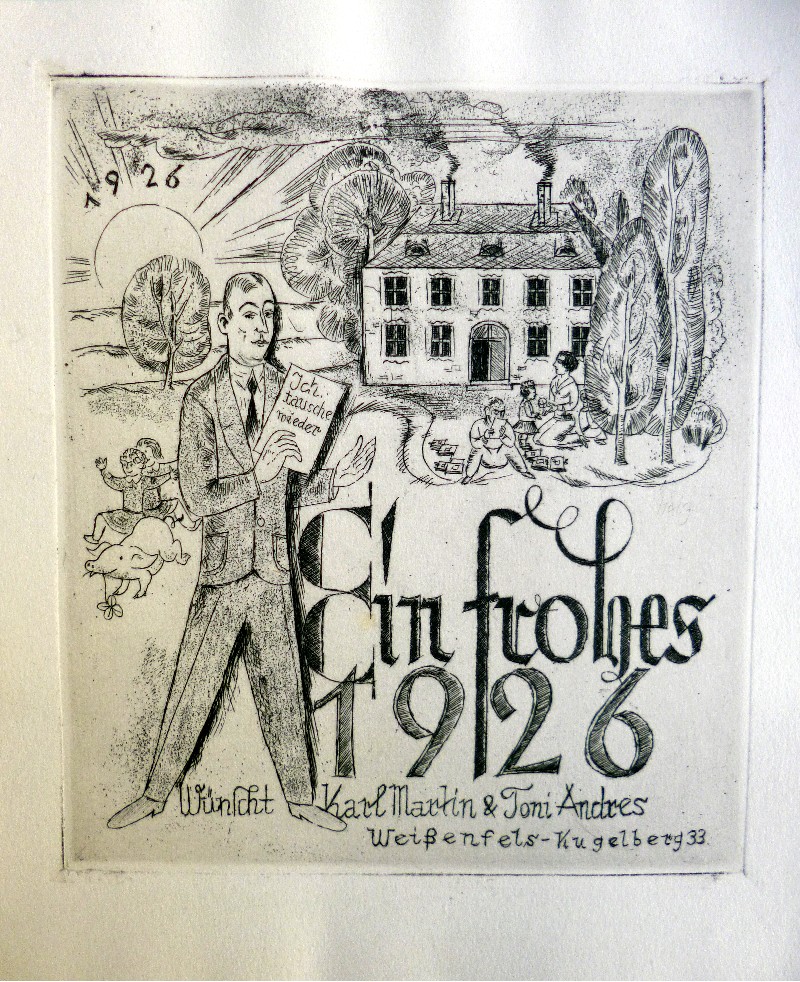 1926
Ich
tausche
wieder
Ein frohes
1926
Wünscht Karl Martin & Toni Andres
Weißenfels-Kugelberg 33.